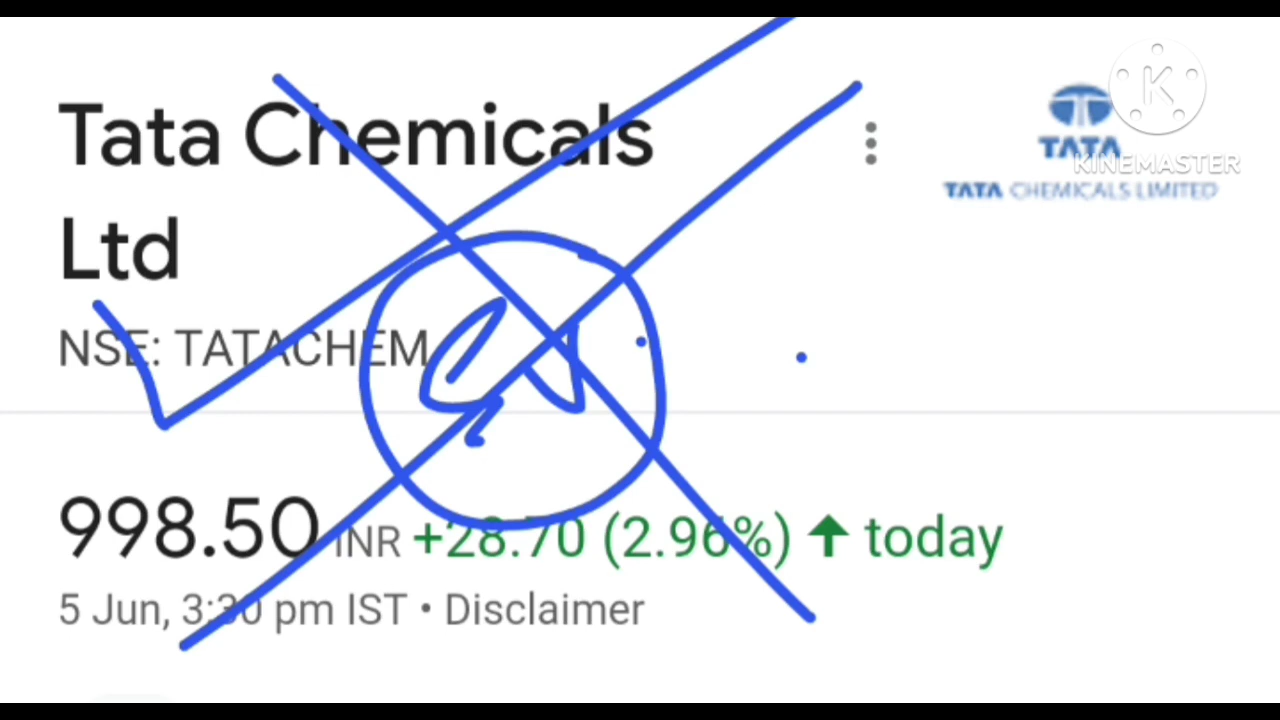 Tata Chemicals
Ltd
NSE: TATACHEM
998.50 INR +28.70 (2.96%) ↑ today
5 Jun, 3:30 pm IST • Disclaimer
TATA
TATA CHEMICALS LIMITED
K
KINEMASTER